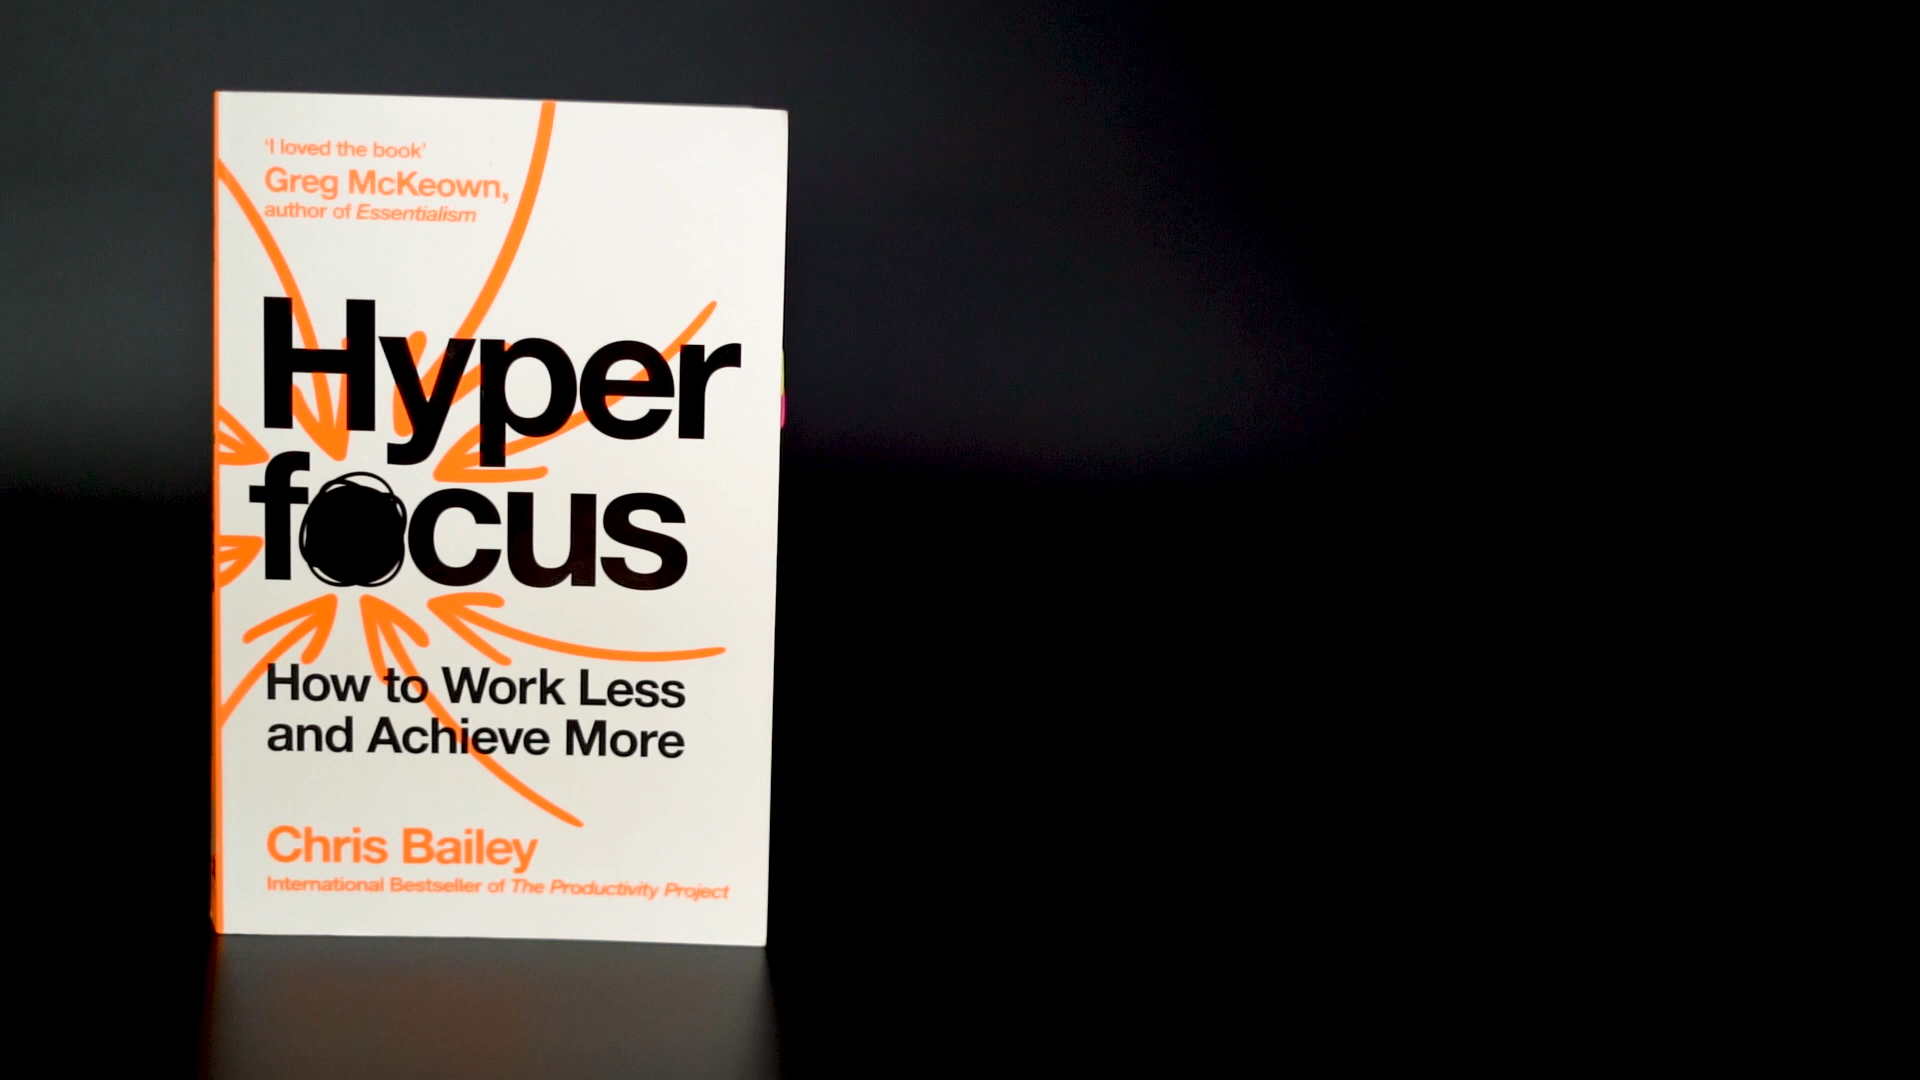 'I loved the book'
Greg McKeown,
author of Essentialism
Hyper
focus
How to Work Less
and Achieve More
Chris Bailey
International Bestseller of The Productivity Project